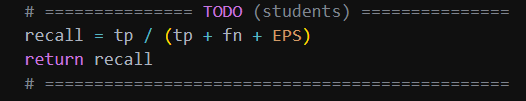 # =============== TODO (students) ===============
recall = tp / (tp + fn + EPS)
return recall
# ===============================================